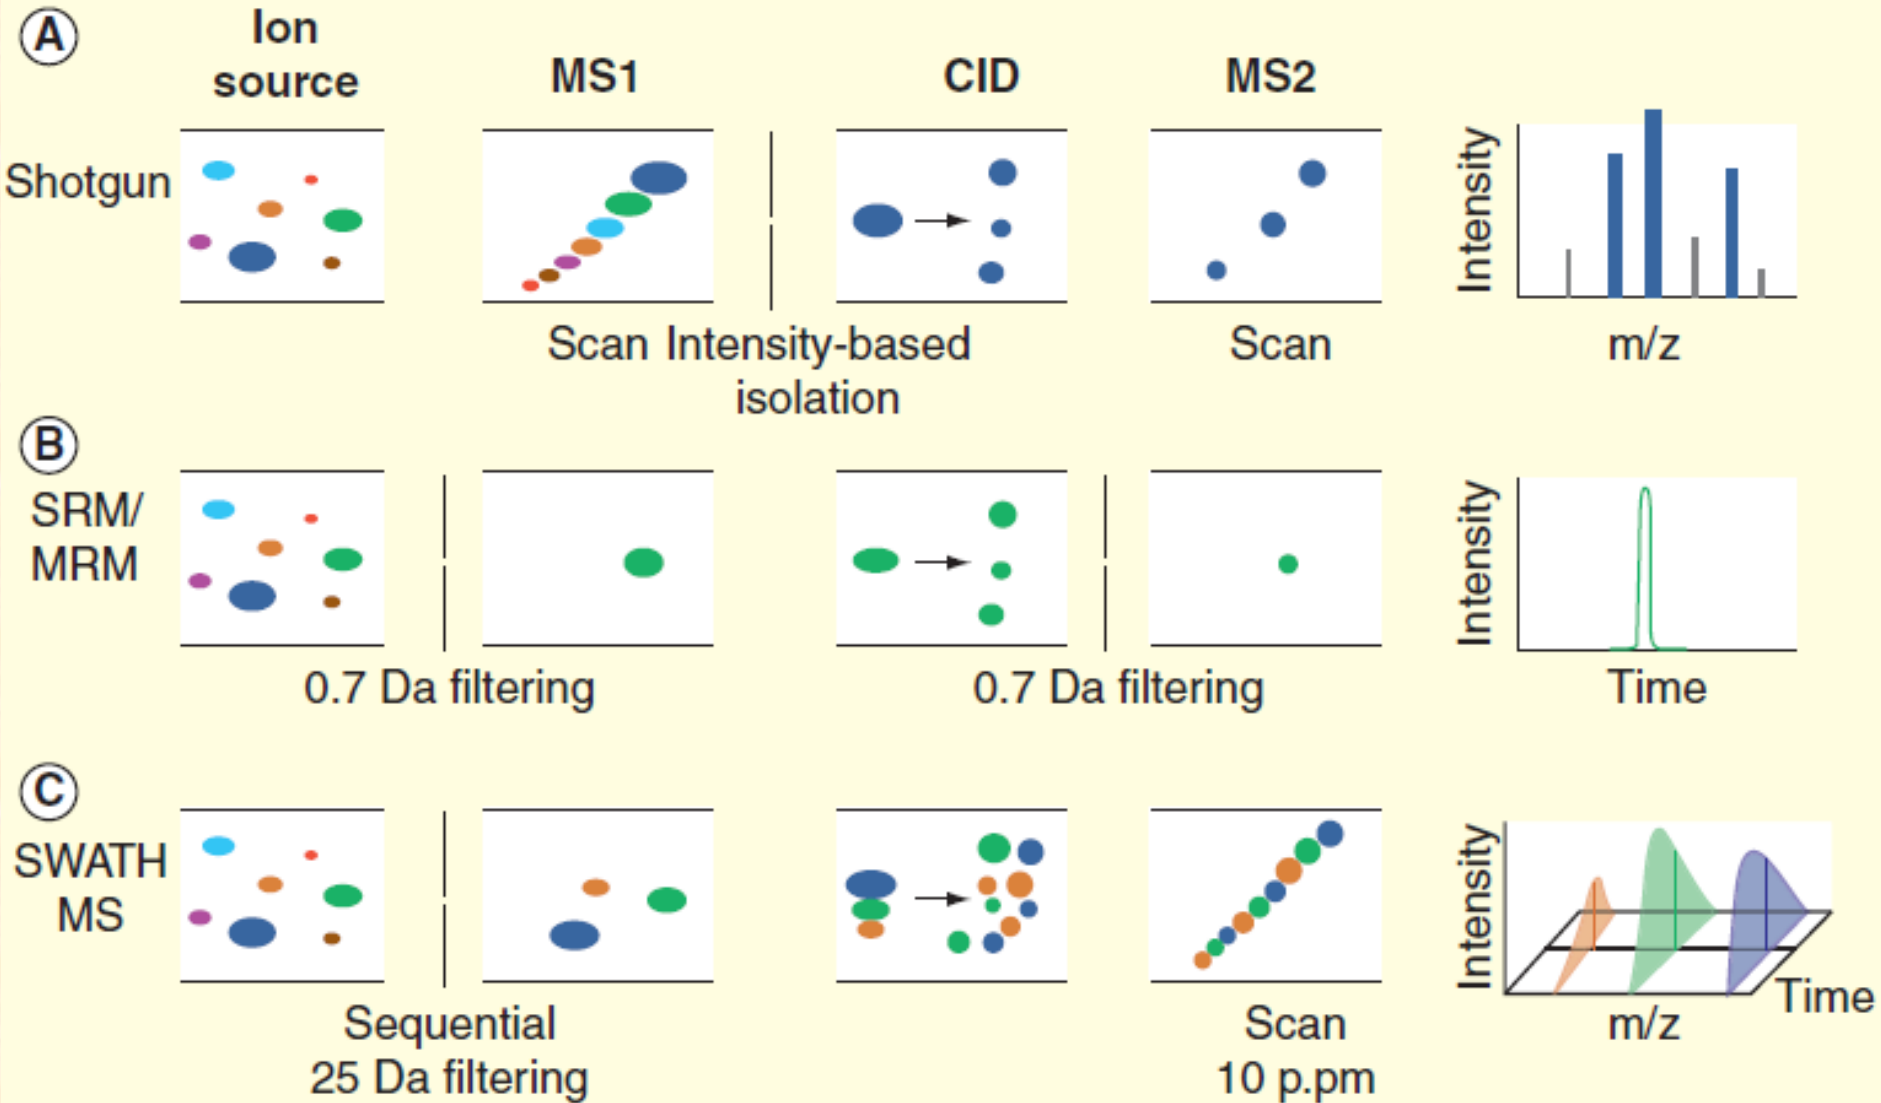 A
Ion
source
MS1
CID
MS2
Shotgun
Intensity
Scan
Intensity-based
isolation
Scan
m/z
B
SRM/
MRM
Intensity
0.7 Da filtering
0.7 Da filtering
Time
C
SWATH
MS
Intensity
Time
Sequential
25 Da filtering
Scan
10 p.pm
m/z